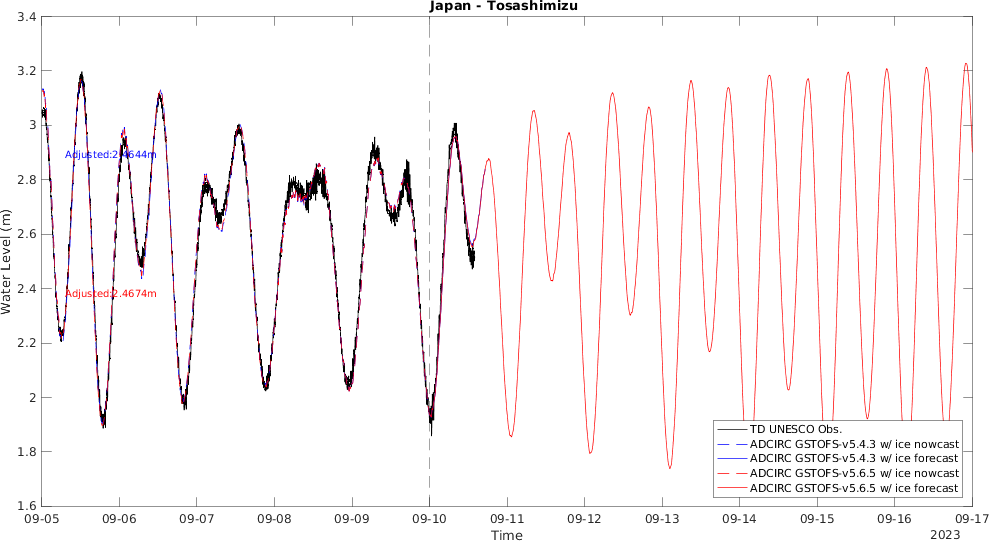 Japan - Tosashimizu
Water Level (m)
3.4
3.2
3
2.8
2.6
2.4
2.2
2
1.8
1.6
Adjusted:2.4644m
Adjusted:2.4674m
TD UNESCO Obs.
ADCIRC GSTOFS-v5.4.3 w/ ice nowcast
ADCIRC GSTOFS-v5.4.3 w/ ice forecast
ADCIRC GSTOFS-v5.6.5 w/ ice nowcast
ADCIRC GSTOFS-v5.6.5 w/ ice forecast
09-05 09-06 09-07 09-08 09-09 09-10 09-11 09-12 09-13 09-14 09-15 09-16 09-17
Time
2023